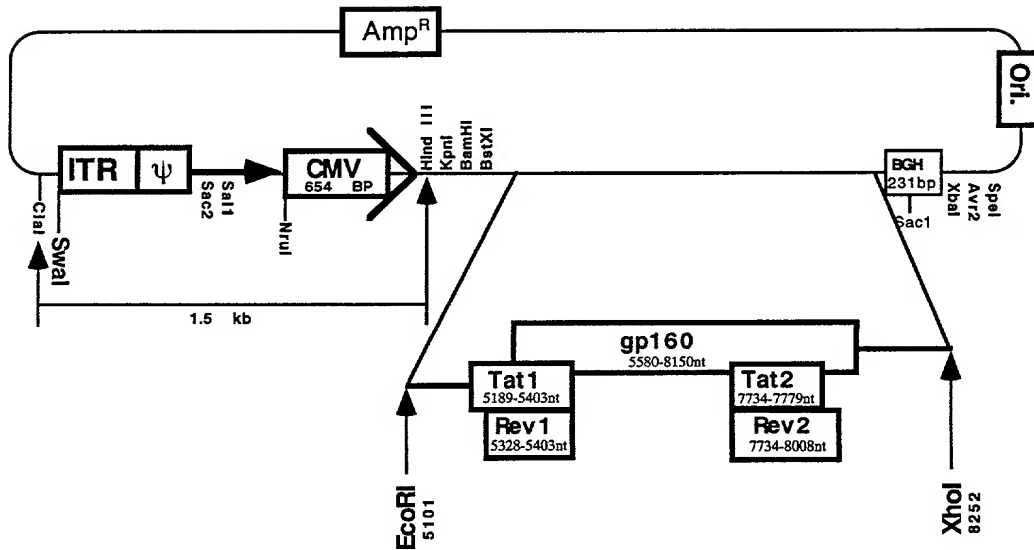 Amp^R
Ori.
ITR
ψ
CMV
654 BP
Hind III
KpnI
BamHI
BstXI
BGH
231bp
Sac1
XbaI
Avr2
SpeI
ClaI
SwaI
Sac2
Sal1
NruI
1.5 kb
gp160
5580-8150nt
Tat1
5189-5403nt
Tat2
7734-7779nt
Rev1
5328-5403nt
Rev2
7734-8008nt
EcoRI
5101
XhoI
8252